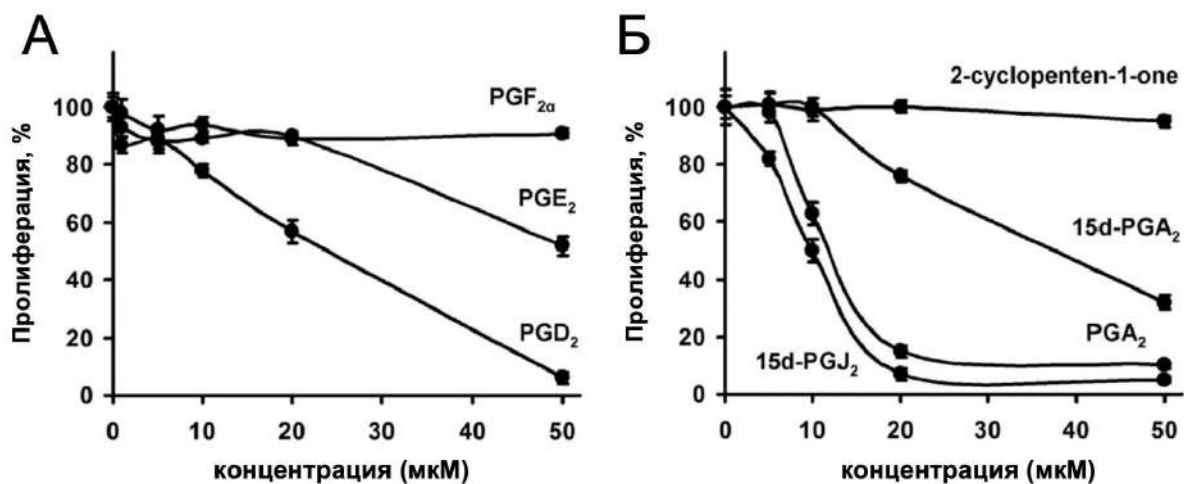 А
Пролиферация, %
100
80
60
40
20
0
PGF2α
PGE2
PGD2
0 10 20 30 40 50
концентрация (мкМ)
Б
Пролиферация, %
100
80
60
40
20
0
2-cyclopenten-1-one
15d-PGA2
PGA2
15d-PGJ2
0 10 20 30 40 50
концентрация (мкМ)